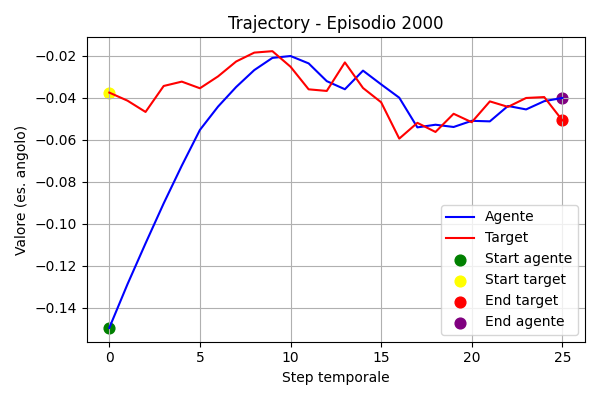 Trajectory - Episodio 2000
Valore (es. angolo)
−0.02
−0.04
−0.06
−0.08
−0.10
−0.12
−0.14
Agente
Target
Start agente
Start target
End target
End agente
0 5 10 15 20 25
Step temporale